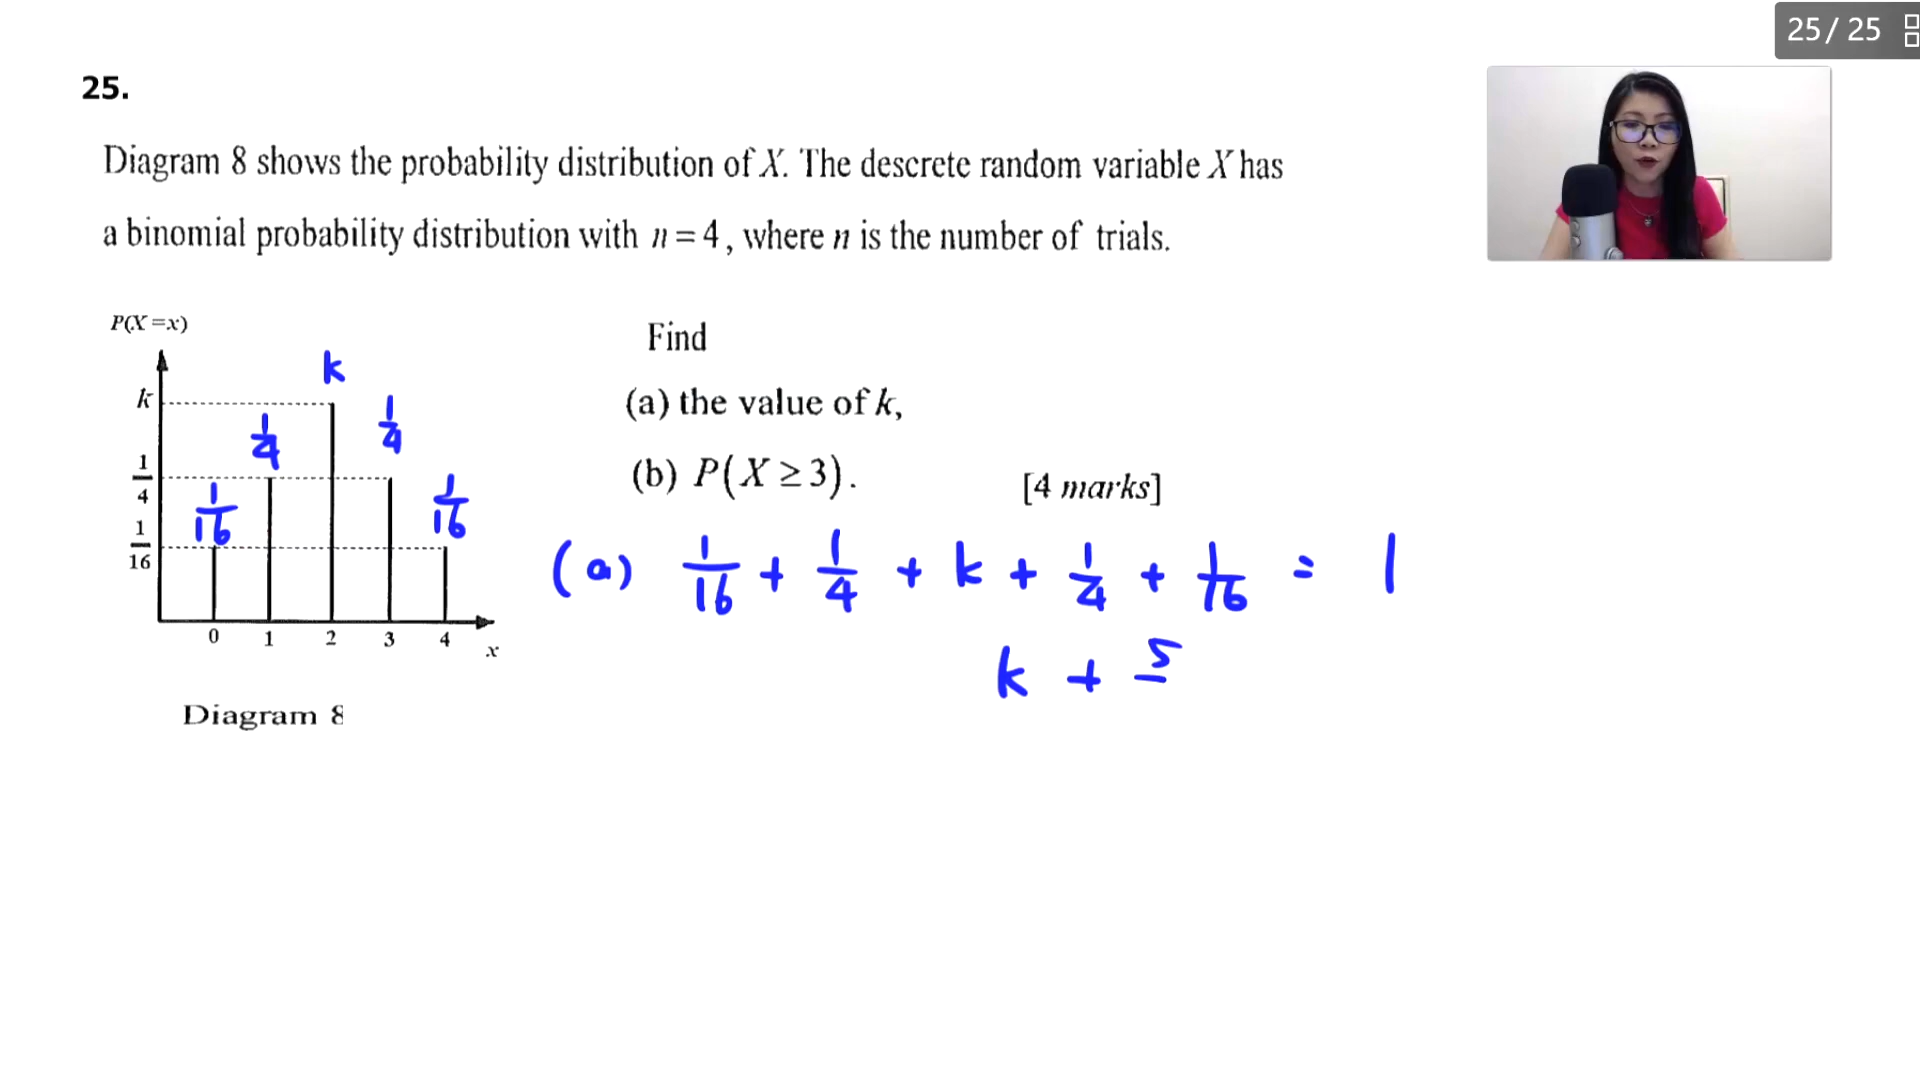 25/ 25
25.
Diagram 8 shows the probability distribution of X. The descrete random variable X has
a binomial probability distribution with n = 4, where n is the number of trials.
P(X = x)
k
k
1/4
1/4
1/4
1/16
1/16
1/16
0 1 2 3 4
x
Diagram 8
Find
(a) the value of k,
(b) P(X ≥ 3).
[4 marks]
(a) 1/16 + 1/4 + k + 1/4 + 1/16 = 1
k + 5